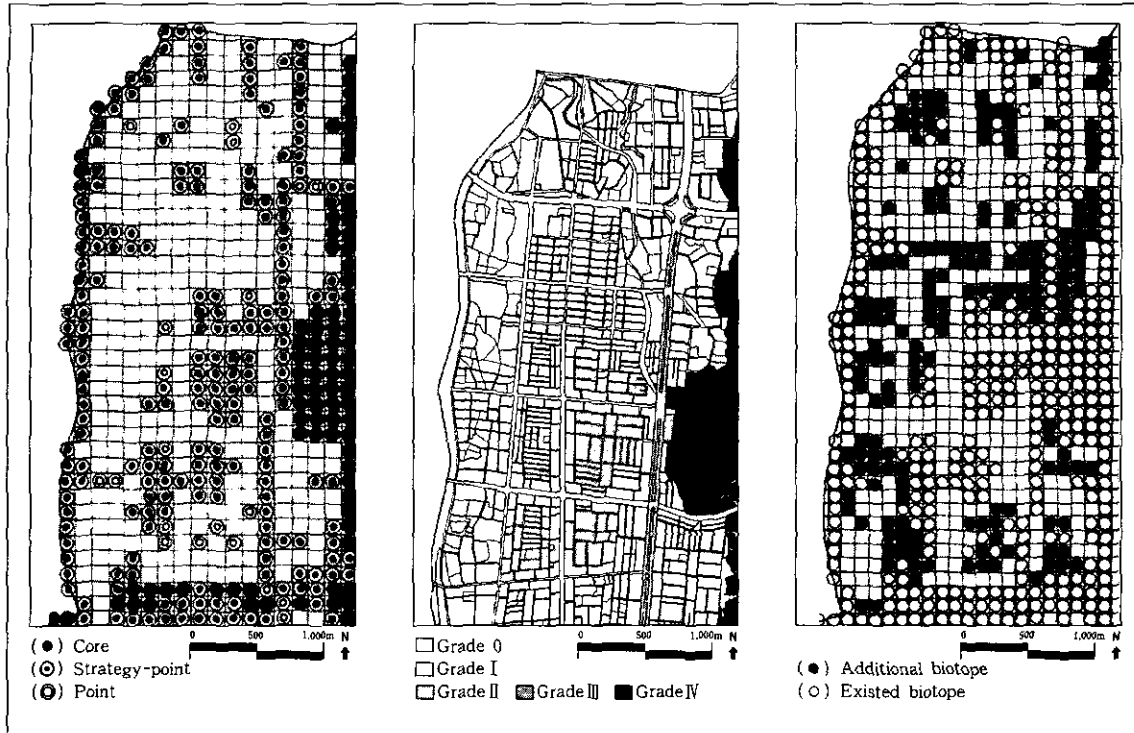 0 500 1,000m N
(●) Core
(◉) Strategy-point
(◎) Point
0 500 1,000m N
Grade 0
Grade Ⅰ
Grade Ⅱ Grade Ⅲ Grade Ⅳ
0 500 1,000m N
(●) Additional biotope
(○) Existed biotope